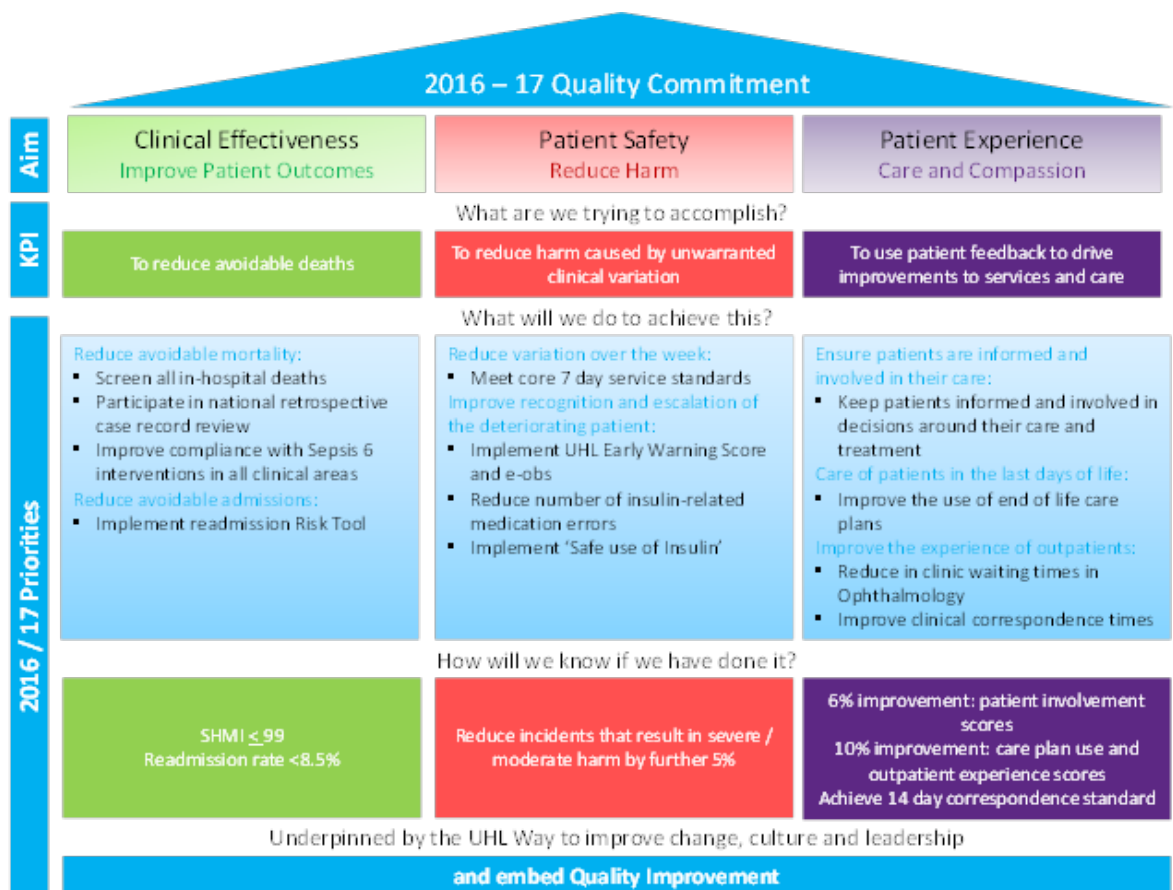 2016 – 17 Quality Commitment
Aim
Clinical Effectiveness
Improve Patient Outcomes
Patient Safety
Reduce Harm
Patient Experience
Care and Compassion
What are we trying to accomplish?
KPI
To reduce avoidable deaths
To reduce harm caused by unwarranted
clinical variation
To use patient feedback to drive
improvements to services and care
What will we do to achieve this?
2016 / 17 Priorities
Reduce avoidable mortality:
▪ Screen all in-hospital deaths
▪ Participate in national retrospective
case record review
▪ Improve compliance with Sepsis 6
interventions in all clinical areas
Reduce avoidable admissions:
▪ Implement readmission Risk Tool
Reduce variation over the week:
▪ Meet core 7 day service standards
Improve recognition and escalation of
the deteriorating patient:
▪ Implement UHL Early Warning Score
and e-obs
▪ Reduce number of insulin-related
medication errors
▪ Implement ‘Safe use of Insulin’
Ensure patients are informed and
involved in their care:
▪ Keep patients informed and involved in
decisions around their care and
treatment
Care of patients in the last days of life:
▪ Improve the use of end of life care
plans
Improve the experience of outpatients:
▪ Reduce in clinic waiting times in
Ophthalmology
▪ Improve clinical correspondence times
How will we know if we have done it?
SHMI ≤ 99
Readmission rate <8.5%
Reduce incidents that result in severe /
moderate harm by further 5%
6% improvement: patient involvement
scores
10% improvement: care plan use and
outpatient experience scores
Achieve 14 day correspondence standard
Underpinned by the UHL Way to improve change, culture and leadership
and embed Quality Improvement